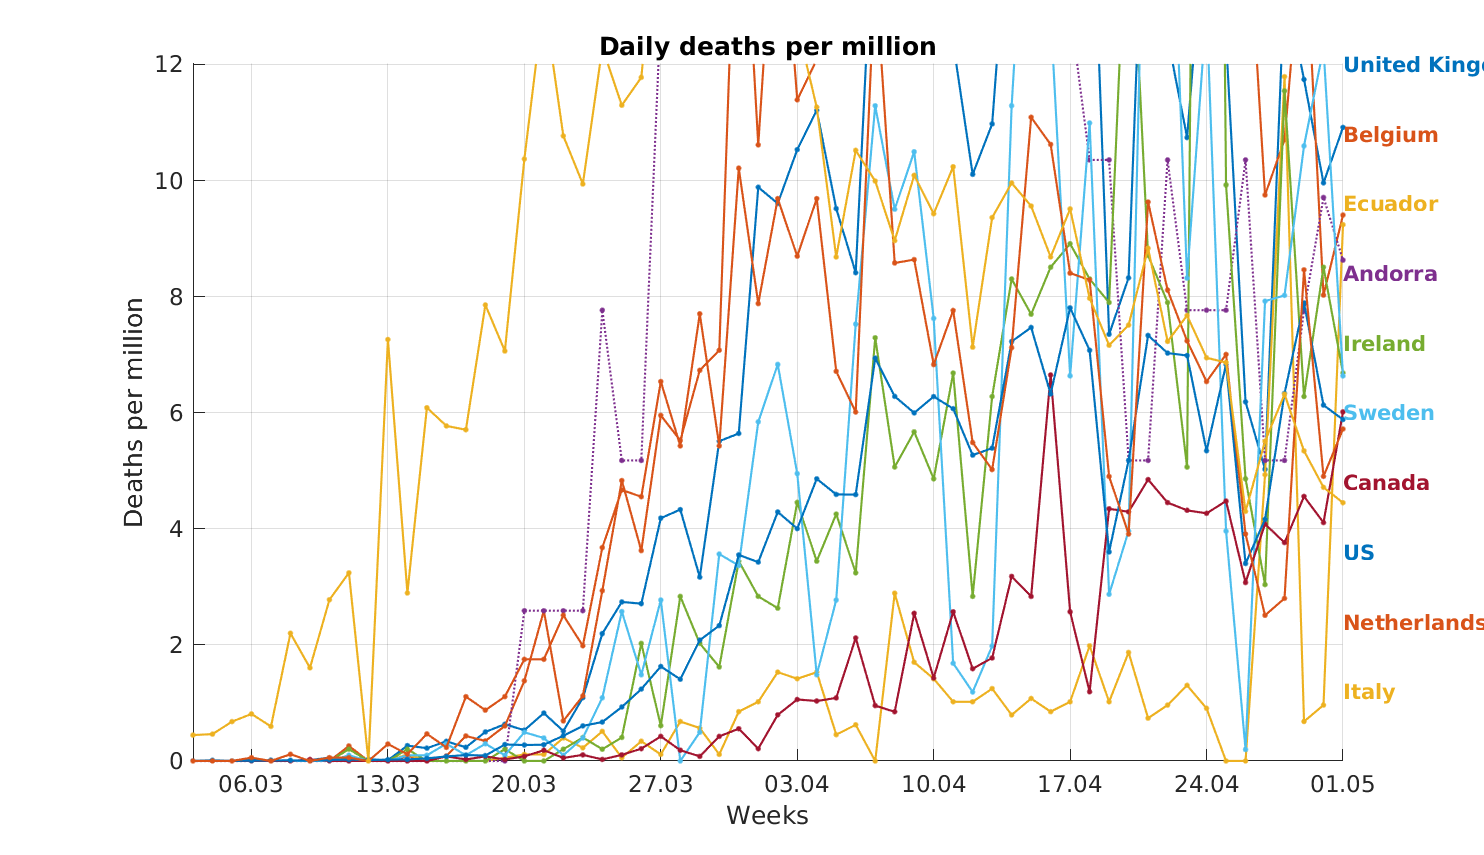 Daily deaths per million
12
10
8
6
4
2
0
Deaths per million
06.03
13.03
20.03
27.03
03.04
10.04
17.04
24.04
01.05
Weeks
United King
Belgium
Ecuador
Andorra
Ireland
Sweden
Canada
US
Netherlands
Italy